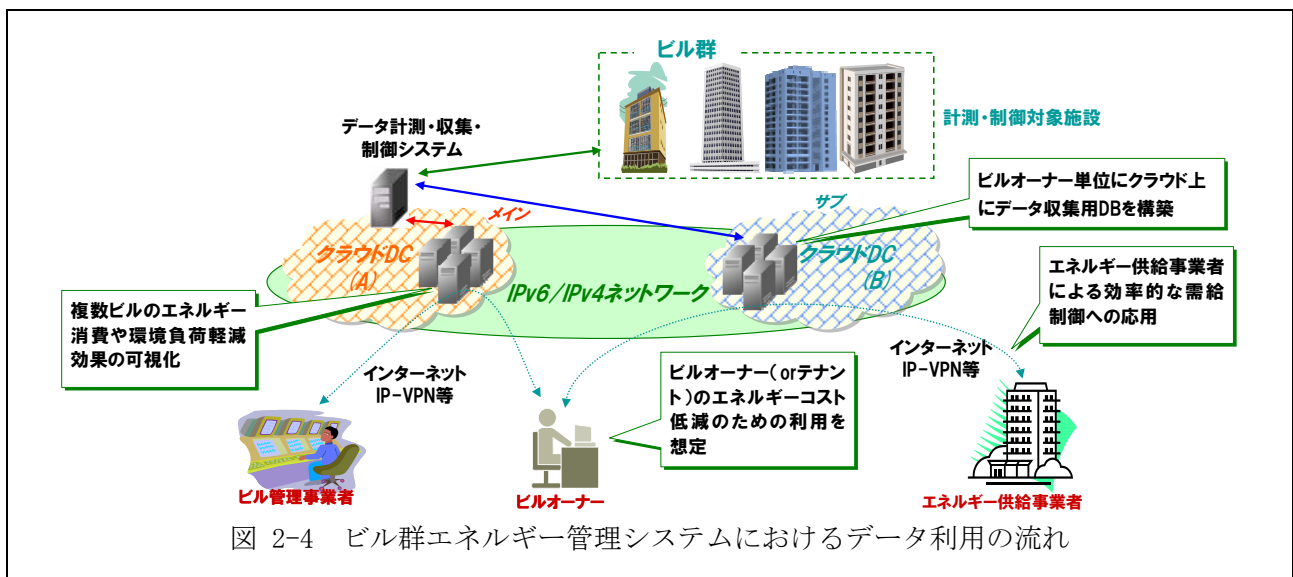 ビル群
計測・制御対象施設
データ計測・収集・
制御システム
メイン
サブ
ビルオーナー単位にクラウド上
にデータ収集用DBを構築
クラウドDC
(A)
クラウドDC
(B)
IPv6/IPv4ネットワーク
エネルギー供給事業者
による効率的な需給
制御への応用
複数ビルのエネルギー
消費や環境負荷軽減
効果の可視化
インターネット
IP-VPN等
ビルオーナー(orテナン
ト)のエネルギーコスト
低減のための利用を
想定
インターネット
IP-VPN等
ビル管理事業者
ビルオーナー
エネルギー供給事業者
図 2-4 ビル群エネルギー管理システムにおけるデータ利用の流れ